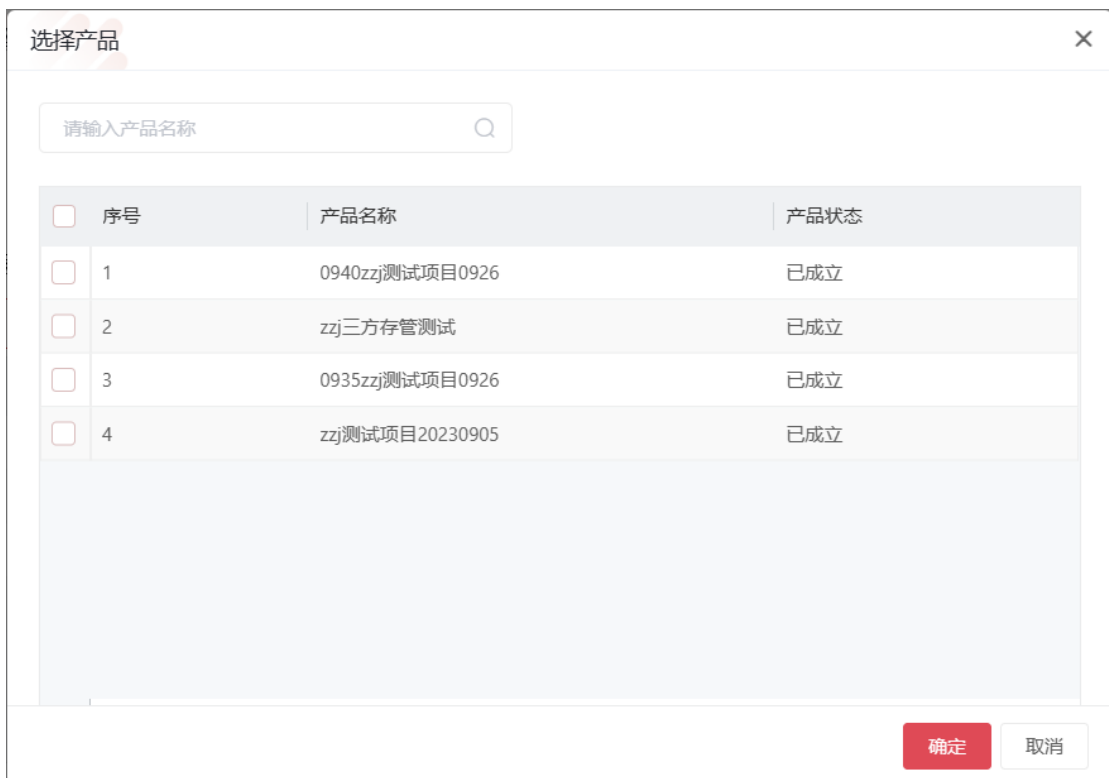 选择产品
请输入产品名称
序号 产品名称 产品状态
1 0940zzj测试项目0926 已成立
2 zzj三方存管测试 已成立
3 0935zzj测试项目0926 已成立
4 zzj测试项目20230905 已成立
确定 取消